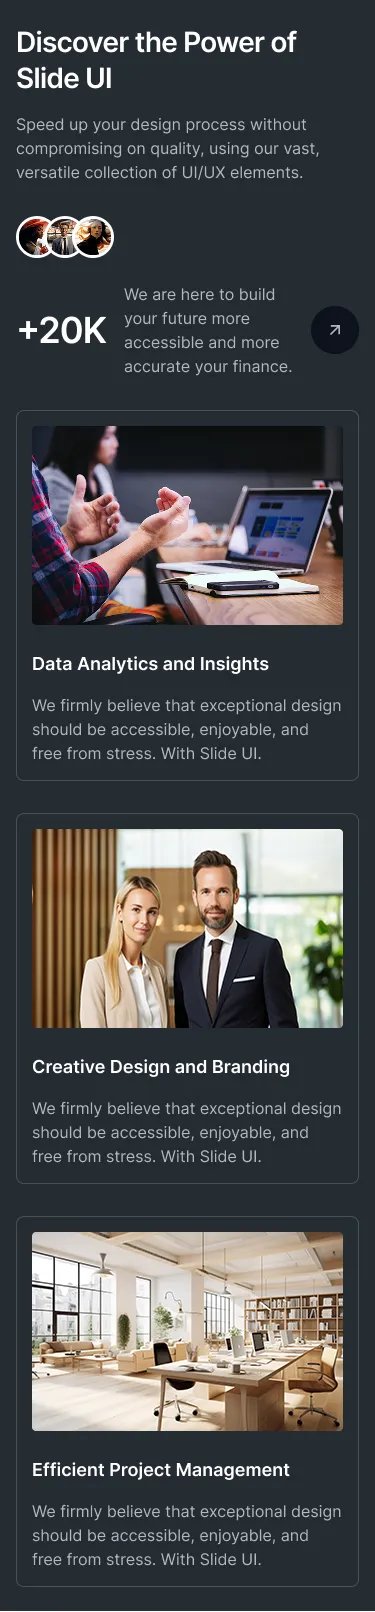 Discover the Power of
Slide UI
Speed up your design process without
compromising on quality, using our vast,
versatile collection of UI/UX elements.
+20K
We are here to build
your future more
accessible and more
accurate your finance.
Data Analytics and Insights
We firmly believe that exceptional design
should be accessible, enjoyable, and
free from stress. With Slide UI.
Creative Design and Branding
We firmly believe that exceptional design
should be accessible, enjoyable, and
free from stress. With Slide UI.
Efficient Project Management
We firmly believe that exceptional design
should be accessible, enjoyable, and
free from stress. With Slide UI.